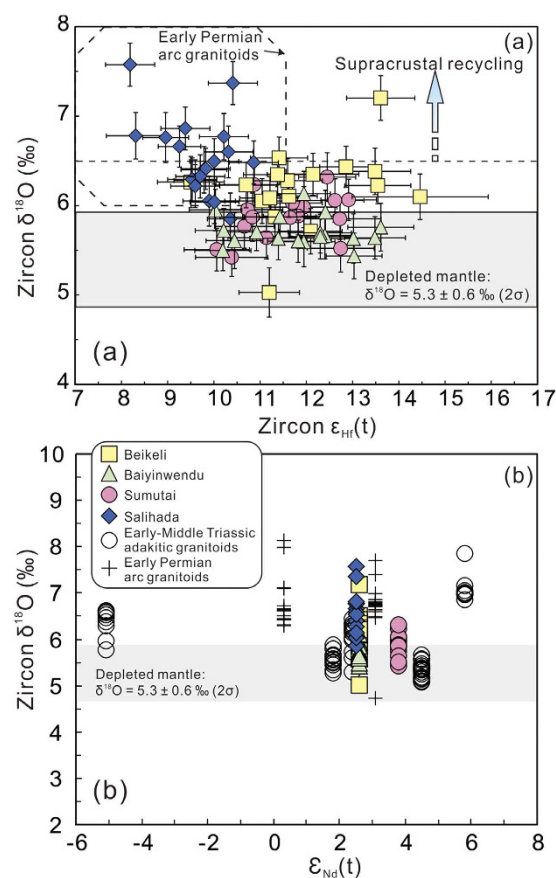 8
7
6
5
4
Zircon δ¹⁸O (‰)
Early Permian
arc granitoids
(a)
Supracrustal recycling
Depleted mantle:
δ¹⁸O = 5.3 ± 0.6 ‰ (2σ)
(a)
7 8 9 10 11 12 13 14 15 16 17
Zircon εHf(t)
10
9
8
7
6
5
4
3
2
Zircon δ¹⁸O (‰)
Beikeli
Baiyinwendu
Sumutai
Salihada
Early-Middle Triassic
adakitic granitoids
Early Permian
arc granitoids
(b)
Depleted mantle:
δ¹⁸O = 5.3 ± 0.6 ‰ (2σ)
(b)
-6 -4 -2 0 2 4 6 8
εNd(t)